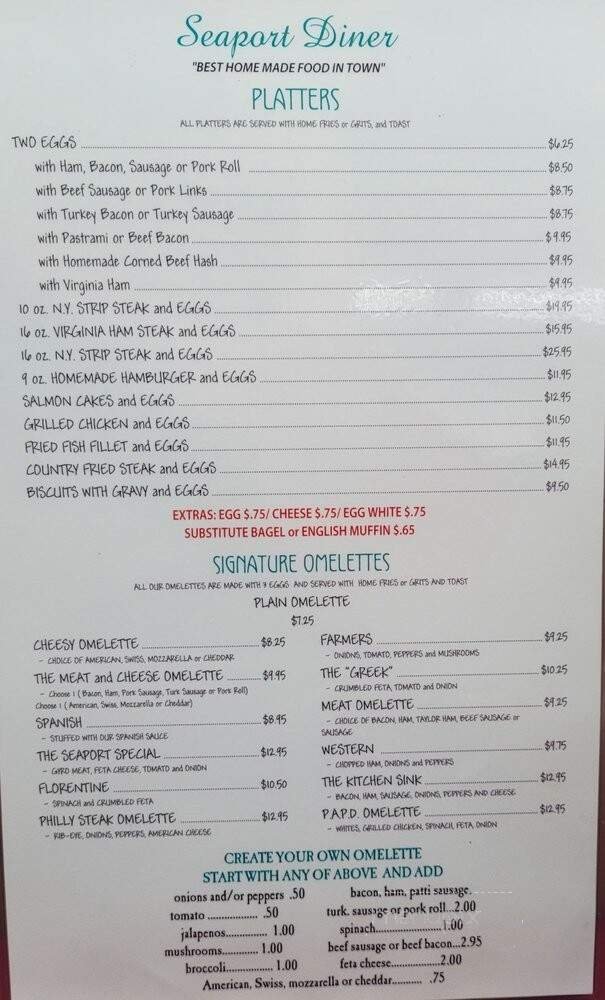 Seaport Diner
"BEST HOME MADE FOOD IN TOWN"
PLATTERS
ALL PLATTERS ARE SERVED WITH HOME FRIES or GRITS, and TOAST
TWO EGGS $6.25
with Ham, Bacon, Sausage or Pork Roll $8.50
with Beef Sausage or Pork Links $8.75
with Turkey Bacon or Turkey Sausage $8.75
with Pastrami or Beef Bacon $9.95
with Homemade Corned Beef Hash $9.95
with Virginia Ham $9.95
10 oz. N.Y. STRIP STEAK and EGGS $19.95
16 oz. VIRGINIA HAM STEAK and EGGS $15.95
16 oz. N.Y. STRIP STEAK and EGGS $25.95
9 oz. HOMEMADE HAMBURGER and EGGS $11.95
SALMON CAKES and EGGS $12.95
GRILLED CHICKEN and EGGS $11.50
FRIED FISH FILLET and EGGS $11.95
COUNTRY FRIED STEAK and EGGS $14.95
BISCUITS WITH GRAVY and EGGS $9.50
EXTRAS: EGG $.75/ CHEESE $.75/ EGG WHITE $.75
SUBSTITUTE BAGEL or ENGLISH MUFFIN $.65
SIGNATURE OMELETTES
ALL OUR OMELETTES ARE MADE WITH 3 EGGS AND SERVED WITH HOME FRIES or GRITS AND TOAST
PLAIN OMELETTE
$7.25
CHEESY OMELETTE $8.25
- CHOICE OF AMERICAN, SWISS, MOZZARELLA or CHEDDAR
THE MEAT and CHEESE OMELETTE $9.95
- Choose 1 ( Bacon, Ham, Pork Sausage, Turk Sausage or Pork Roll)
Choose 1 ( American, Swiss, Mozzarella or Cheddar)
SPANISH $8.95
- STUFFED WITH OUR SPANISH SAUCE
THE SEAPORT SPECIAL $12.95
- GYRO MEAT, FETA CHEESE, TOMATO and ONION
FLORENTINE $10.50
- SPINACH and CRUMBLED FETA
PHILLY STEAK OMELETTE $12.95
- RIB-EYE, ONIONS, PEPPERS, AMERICAN CHEESE
FARMERS $9.25
- ONIONS, TOMATO, PEPPERS and MUSHROOMS
THE "GREEK" $10.25
- CRUMBLED FETA, TOMATO and ONION
MEAT OMELETTE $9.25
- CHOICE OF BACON, HAM, TAYLOR HAM, BEEF SAUSAGE or
SAUSAGE
WESTERN $9.75
- CHOPPED HAM, ONIONS and PEPPERS
THE KITCHEN SINK $12.95
- BACON, HAM, SAUSAGE, ONIONS, PEPPERS AND CHEESE
P.A.P.D. OMELETTE $12.95
- WHITES, GRILLED CHICKEN, SPINACH, FETA, ONION
CREATE YOUR OWN OMELETTE
START WITH ANY OF ABOVE AND ADD
onions and/or peppers .50
tomato .................. .50
jalapenos............... 1.00
mushrooms............. 1.00
broccoli................. 1.00
bacon, ham, patti sausage.
turk. sausage or pork roll...2.00
spinach........................1.00
beef sausage or beef bacon...2.95
feta cheese..................2.00
American, Swiss, mozzarella or cheddar........... .75